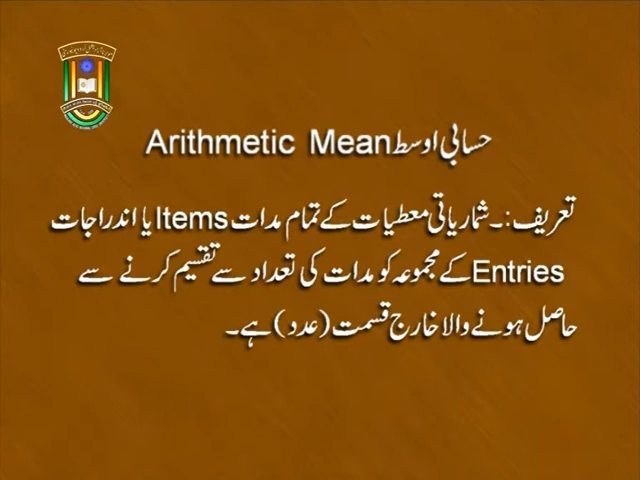 حسابی اوسط Arithmetic Mean
تعریف:۔ شماریاتی معطیات کے تمام مدات Items یا اندراجات
Entries کے مجموعہ کو مدات کی تعداد سے تقسیم کرنے سے
حاصل ہونے والا خارج قسمت (عدد) ہے۔